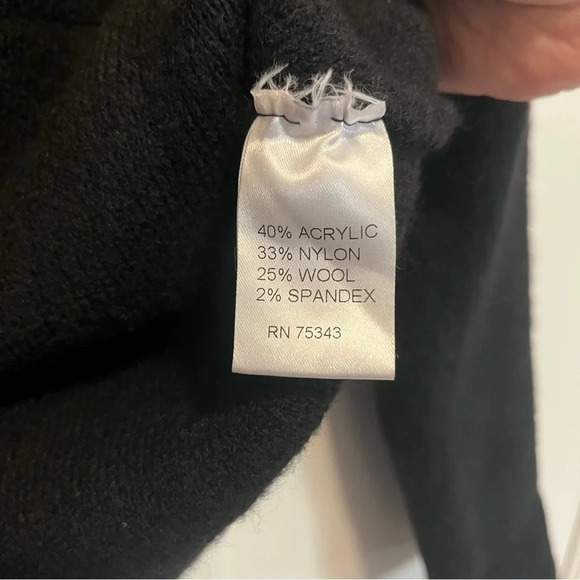 40% ACRYLIC
33% NYLON
25% WOOL
2% SPANDEX
RN 75343